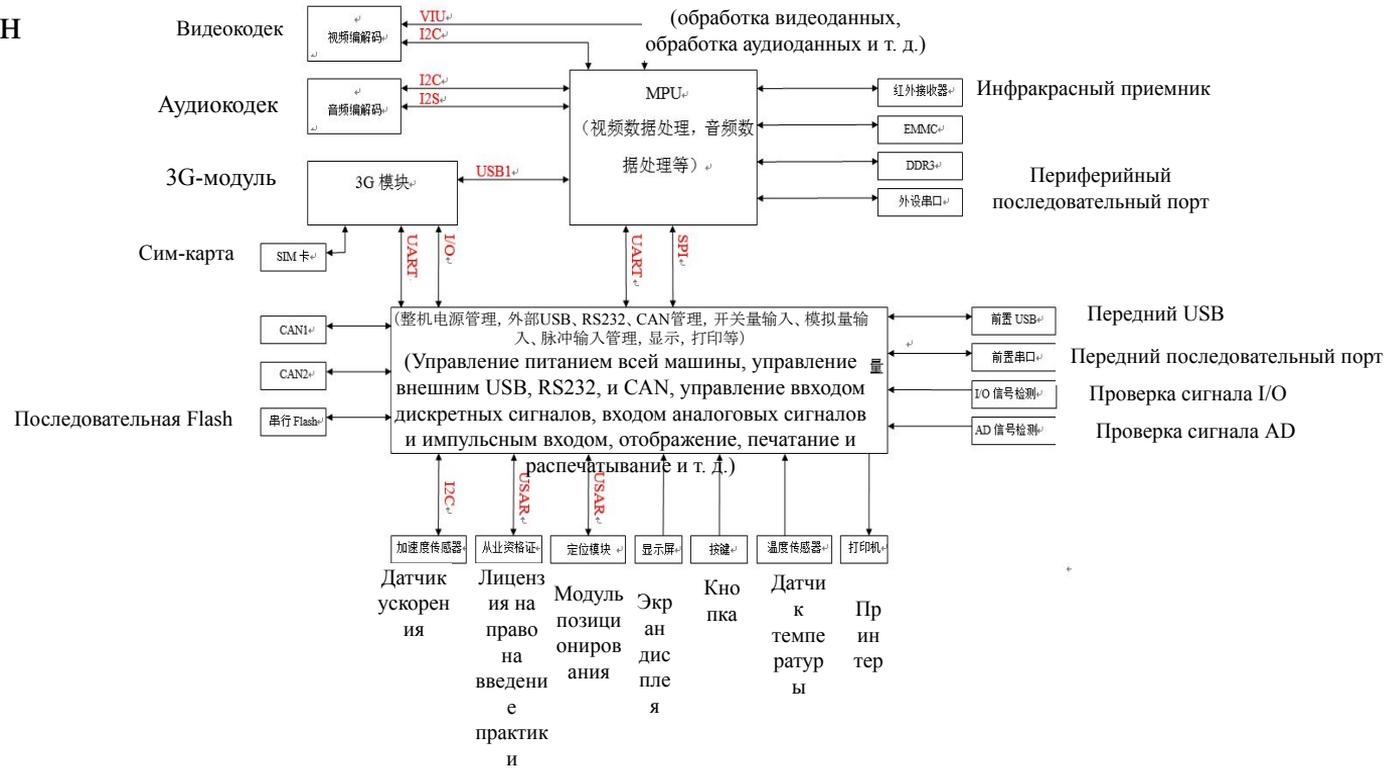 н
Видеокодек
视频编解码
VIU
I2C
(обработка видеоданных,
обработка аудиоданных и т. д.)
Аудиокодек
音频编解码
I2C
I2S
MPU
(视频数据处理，音频数
据处理等)
红外接收器
Инфракрасный приемник
EMMC
DDR3
外设串口
Периферийный
последовательный порт
3G-модуль
3G 模块
USB1
Сим-карта
SIM 卡
UART
I/O
UART
SPI
CAN1
CAN2
Последовательная Flash
串行 Flash
(整机电源管理，外部USB、RS232、CAN管理，开关量输入、模拟量输
入、脉冲输入管理，显示，打印等)
(Управление питанием всей машины, управление
внешним USB, RS232, и CAN, управление ввходом
дискретных сигналов, входом аналоговых сигналов
и импульсным входом, отображение, печатание и
распечатывание и т. д.)
量
前置 USB
Передний USB
前置串口
Передний последовательный порт
I/O 信号检测
Проверка сигнала I/O
AD 信号检测
Проверка сигнала AD
I2C
USAR
USAR
加速度传感器
从业资格证
定位模块
显示屏
按键
温度传感器
打印机
Датчик
ускорен
ия
Лиценз
ия на
право
на
введени
е
практик
и
Модуль
позици
ониров
ания
Экр
ан
дис
пле
я
Кно
пка
Датчи
к
темпе
ратур
ы
Пр
ин
тер